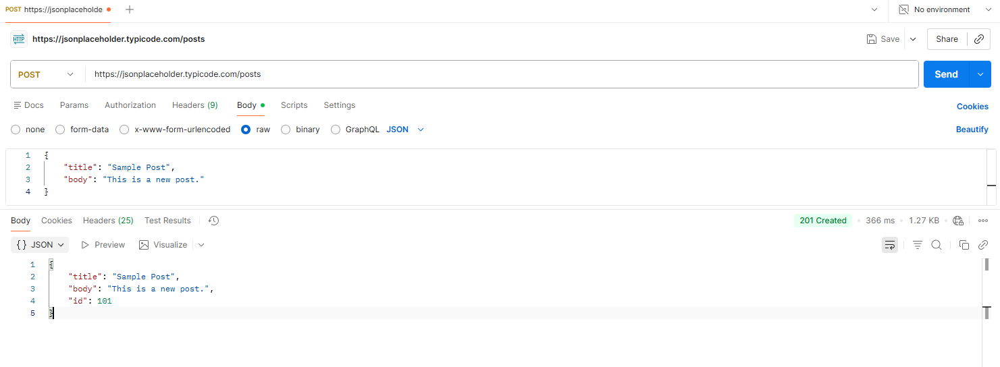 POST https://jsonplaceholde
No environment
HTTP https://jsonplaceholder.typicode.com/posts
Save Share
POST https://jsonplaceholder.typicode.com/posts Send
Docs Params Authorization Headers (9) Body Scripts Settings Cookies
none form-data x-www-form-urlencoded raw binary GraphQL JSON Beautify
1 {
2 "title": "Sample Post",
3 "body": "This is a new post."
4 }
Body Cookies Headers (25) Test Results 201 Created 366 ms 1.27 KB
{} JSON Preview Visualize
1 {
2 "title": "Sample Post",
3 "body": "This is a new post.",
4 "id": 101
5 }